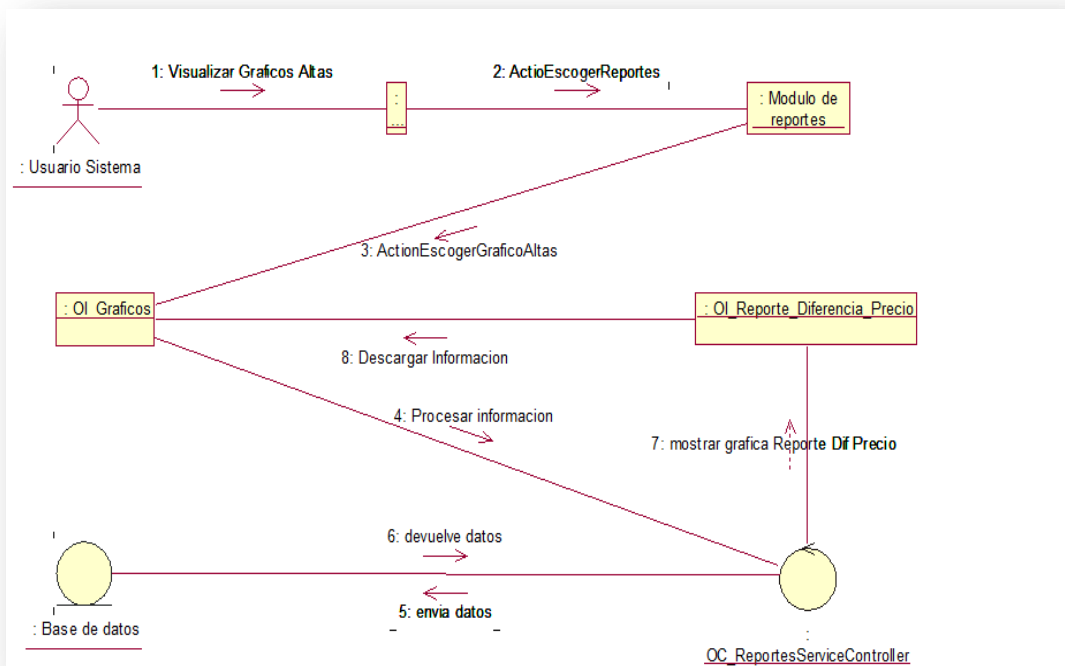 1: Visualizar Graficos Altas
2: ActioEscogerReportes
:
...
: Modulo de
reportes
: Usuario Sistema
3: ActionEscogerGraficoAltas
: OI_Graficos
: OI_Reporte_Diferencia_Precio
8: Descargar Informacion
4: Procesar informacion
7: mostrar grafica Reporte Dif Precio
6: devuelve datos
5: envia datos
: Base de datos
:
OC_ReportesServiceController